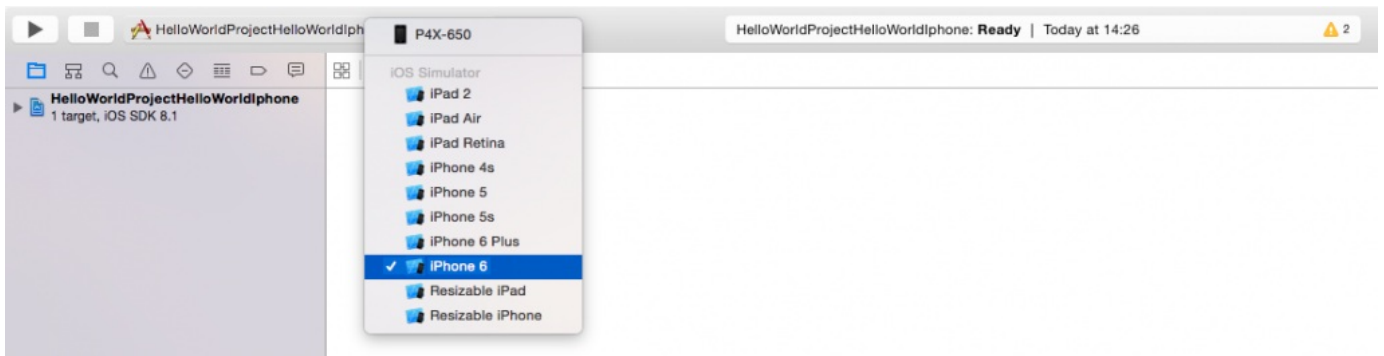 HelloWorldProjectHelloWorldIph
P4X-650
HelloWorldProjectHelloWorldIphone: Ready | Today at 14:26
2
HelloWorldProjectHelloWorldIphone
1 target, iOS SDK 8.1
iOS Simulator
iPad 2
iPad Air
iPad Retina
iPhone 4s
iPhone 5
iPhone 5s
iPhone 6 Plus
iPhone 6
Resizable iPad
Resizable iPhone